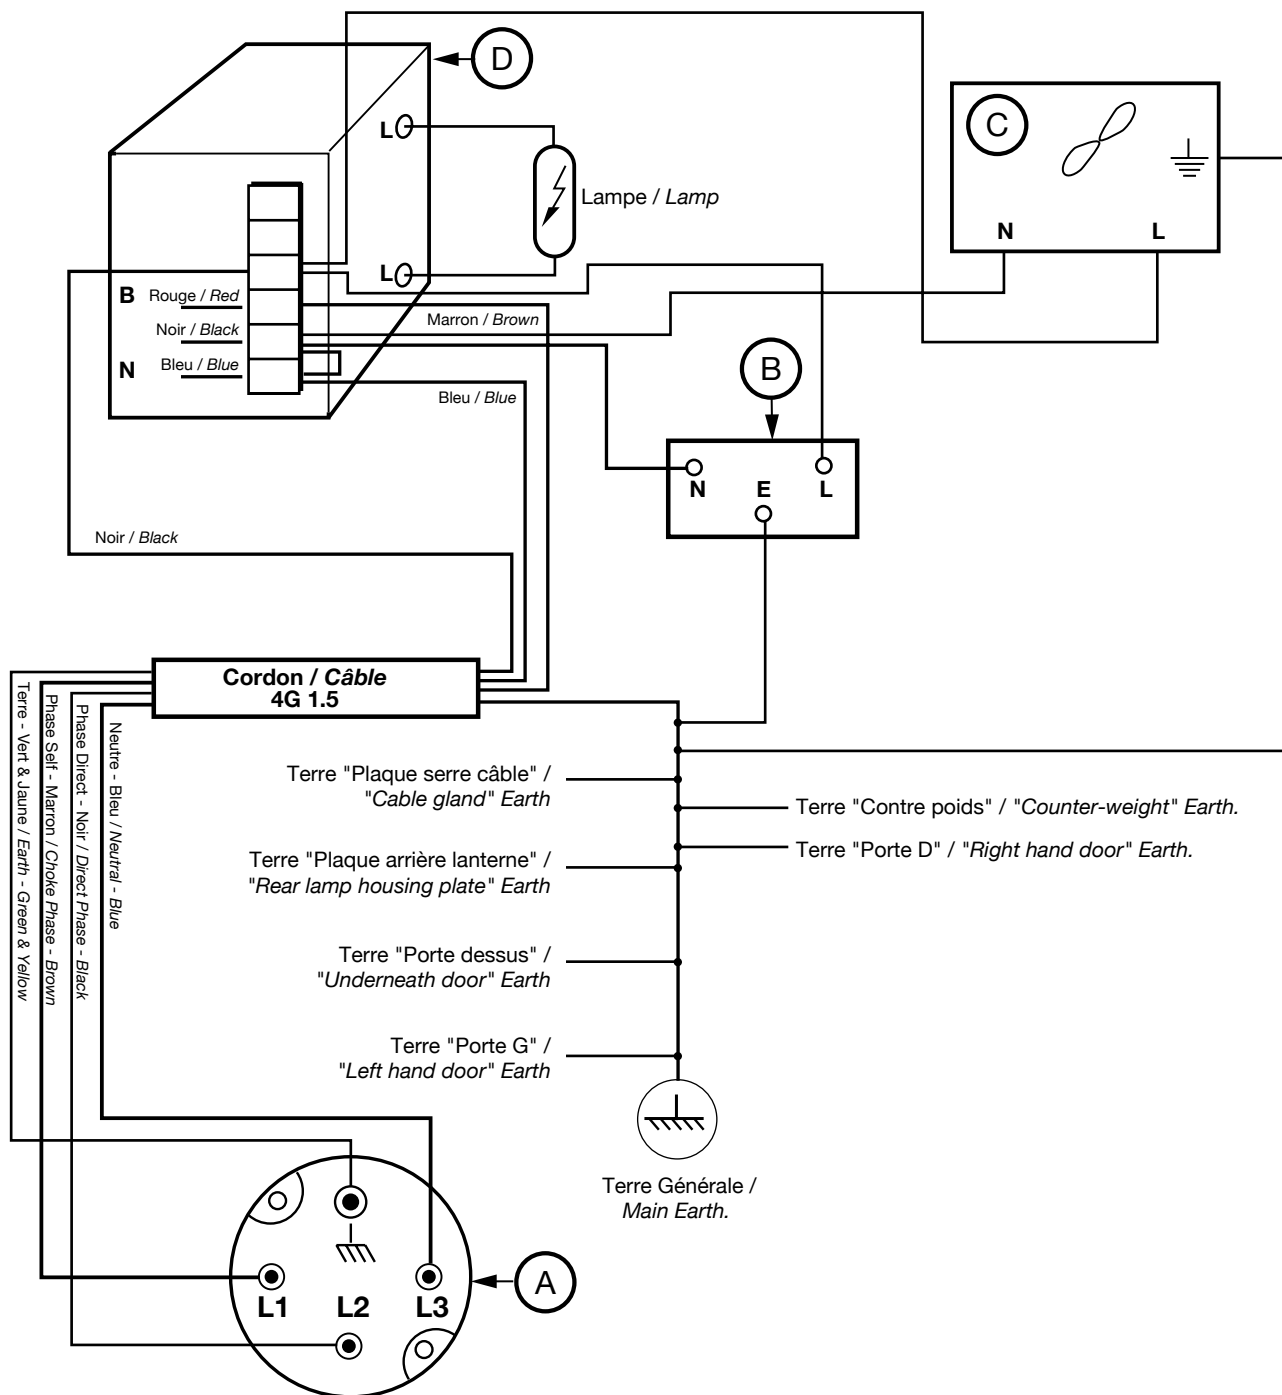 D
C
L
Lampe / Lamp
N
L
L
B
Rouge / Red
Marron / Brown
Noir / Black
B
N
Bleu / Blue
Bleu / Blue
N
E
L
Noir / Black
Cordon / Câble
4G 1.5
Terre - Vert & Jaune / Earth - Green & Yellow
Phase Self - Marron / Choke Phase - Brown
Phase Direct - Noir / Direct Phase - Black
Neutre - Bleu / Neutral - Blue
Terre "Plaque serre câble" /
"Cable gland" Earth
Terre "Contre poids" / "Counter-weight" Earth.
Terre "Porte D" / "Right hand door" Earth.
Terre "Plaque arrière lanterne" /
"Rear lamp housing plate" Earth
Terre "Porte dessus" /
"Underneath door" Earth
Terre "Porte G" /
"Left hand door" Earth
Terre Générale /
Main Earth.
A
L1
L2
L3